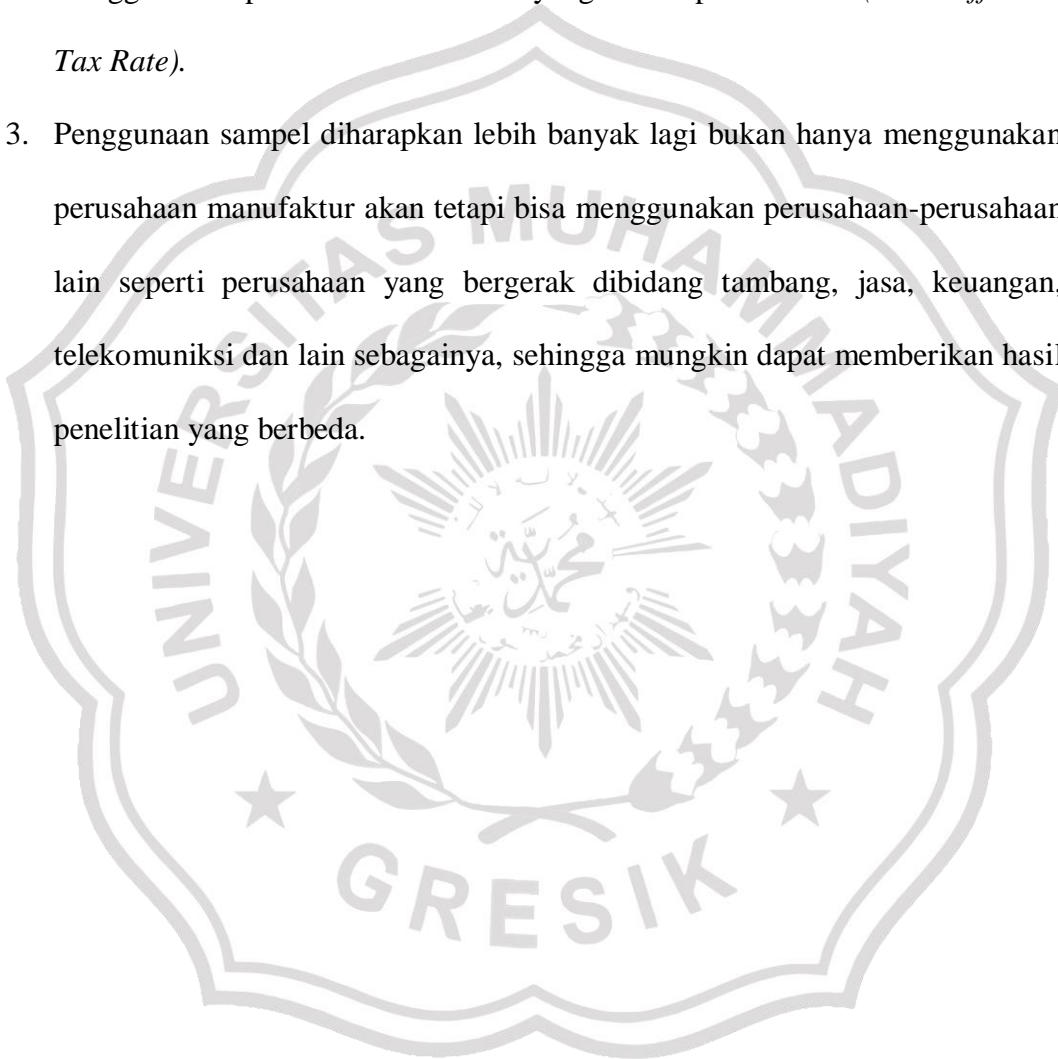 Tax Rate).
3. Penggunaan sampel diharapkan lebih banyak lagi bukan hanya menggunakan
perusahaan manufaktur akan tetapi bisa menggunakan perusahaan-perusahaan
lain seperti perusahaan yang bergerak dibidang tambang, jasa, keuangan,
telekomuniksi dan lain sebagainya, sehingga mungkin dapat memberikan hasil
penelitian yang berbeda.
UNIVERSITAS MUHAMMADIYAH
GRESIK